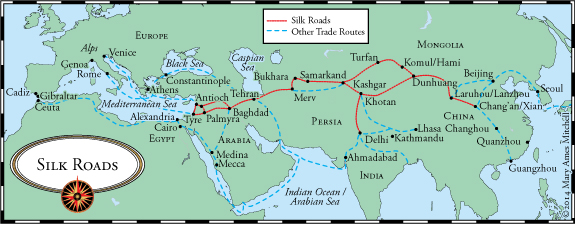 Silk Roads
Other Trade Routes
EUROPE
MONGOLIA
Alps
Venice
Genoa
Rome
Black Sea
Caspian
Sea
Turfan
Komul/Hami
Beijing
Constantinople
Bukhara
Samarkand
Dunhuang
Cadiz
Gibraltar
Ceuta
Athens
Antioch
Tehran
Merv
Kashgar
Laruhou/Lanzhou
Seoul
Mediterranean Sea
Khotan
Chang'an/Xian
Alexandria
Tyre
Palmyra
Baghdad
CHINA
Cairo
PERSIA
Delhi
Lhasa
Changhou
EGYPT
ARABIA
Kathmandu
Quanzhou
Medina
Mecca
Ahmadabad
Guangzhou
INDIA
Indian Ocean /
Arabian Sea
SILK ROADS
©2014 Mary Anne Mitchell